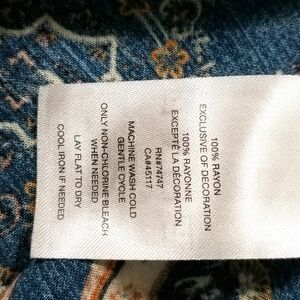 100% RAYON
EXCLUSIVE OF DECORATION
100% RAYONNE
EXCEPTÉ LA DÉCORATION
RN#74747
CA#45117
MACHINE WASH COLD
GENTLE CYCLE
ONLY NON-CHLORINE BLEACH
WHEN NEEDED
LAY FLAT TO DRY
COOL IRON IF NEEDED